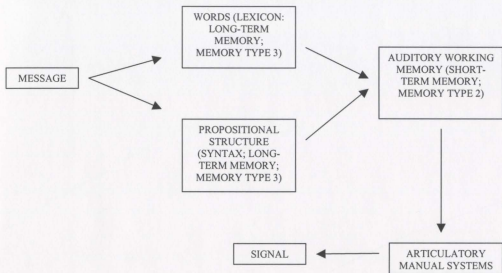 MESSAGE
WORDS (LEXICON:
LONG-TERM
MEMORY;
MEMORY TYPE 3)
PROPOSITIONAL
STRUCTURE
(SYNTAX; LONG-
TERM MEMORY;
MEMORY TYPE 3)
AUDITORY WORKING
MEMORY (SHORT-
TERM MEMORY;
MEMORY TYPE 2)
ARTICULATORY
MANUAL SYSTEMS
SIGNAL